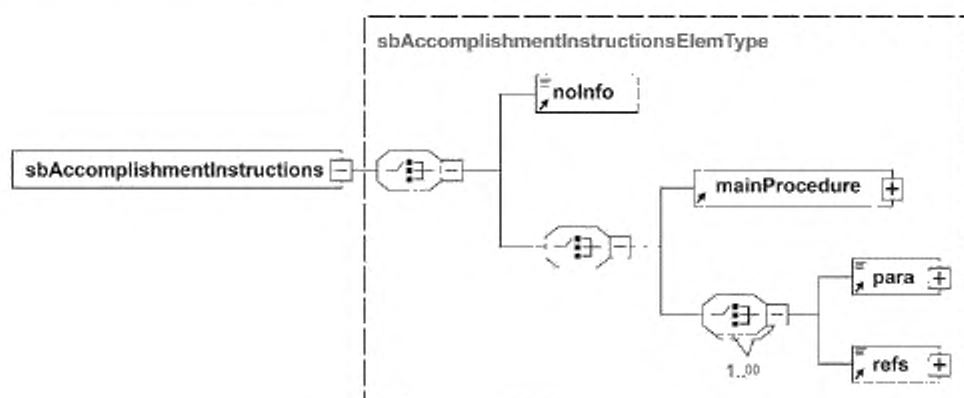 sbAccomplishmentInstructionsElemType
noInfo
sbAccomplishmentInstructions
mainProcedure
para
refs
1..∞